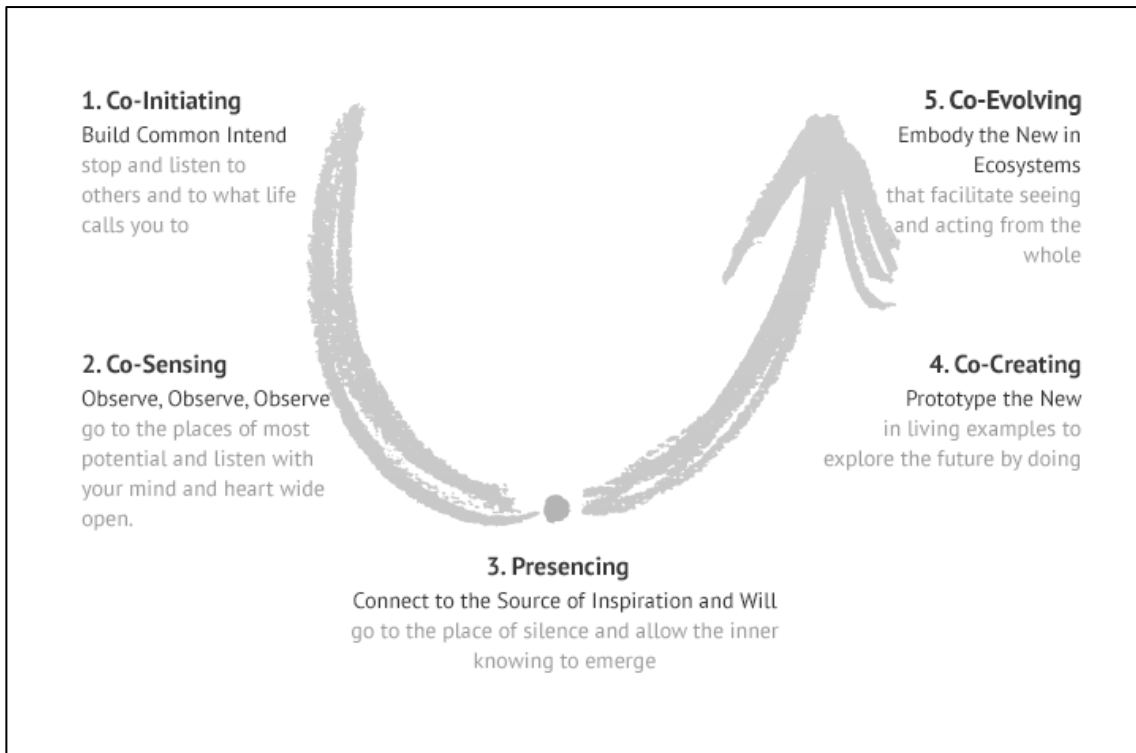 1. Co-Initiating
Build Common Intend
stop and listen to
others and to what life
calls you to
2. Co-Sensing
Observe, Observe, Observe
go to the places of most
potential and listen with
your mind and heart wide
open.
3. Presencing
Connect to the Source of Inspiration and Will
go to the place of silence and allow the inner
knowing to emerge
4. Co-Creating
Prototype the New
in living examples to
explore the future by doing
5. Co-Evolving
Embody the New in
Ecosystems
that facilitate seeing
and acting from the
whole